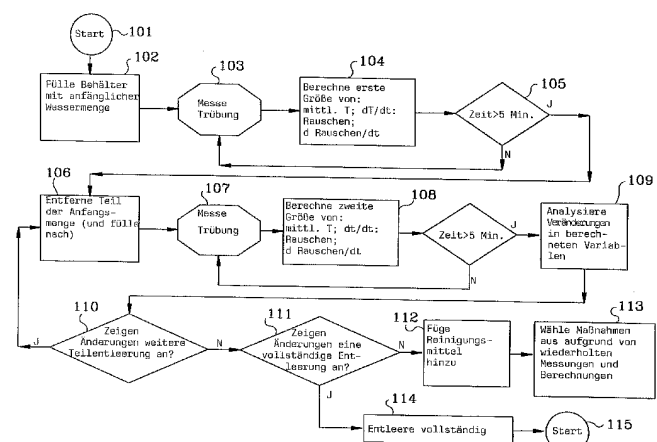 Start
101
102
Fülle Behälter
mit anfänglicher
Wassermenge
103
Messe
Trübung
104
Berechne erste
Größe von:
mittl. T; dT/dt:
Rauschen;
d Rauschen/dt
105
Zeit>5 Min.
J
N
106
Entferne Teil
der Anfangs-
menge (und fülle
nach)
107
Messe
Trübung
108
Berechne zweite
Größe von:
mittl. T; dt/dt:
Rauschen;
d Rauschen/dt
Zeit>5 Min.
J
N
109
Analysiere
Veränderungen
in berech-
neten Variab-
len
110
Zeigen
Änderungen weitere
Teilentleerung an?
J
N
111
Zeigen
Änderungen eine
vollständige Ent-
leerung an?
N
J
112
Füge
Reinigungs-
mittel
hinzu
113
Wähle Maßnahmen
aus aufgrund von
wiederholten
Messungen und
Berechnungen
114
Entleere vollständig
Start
115